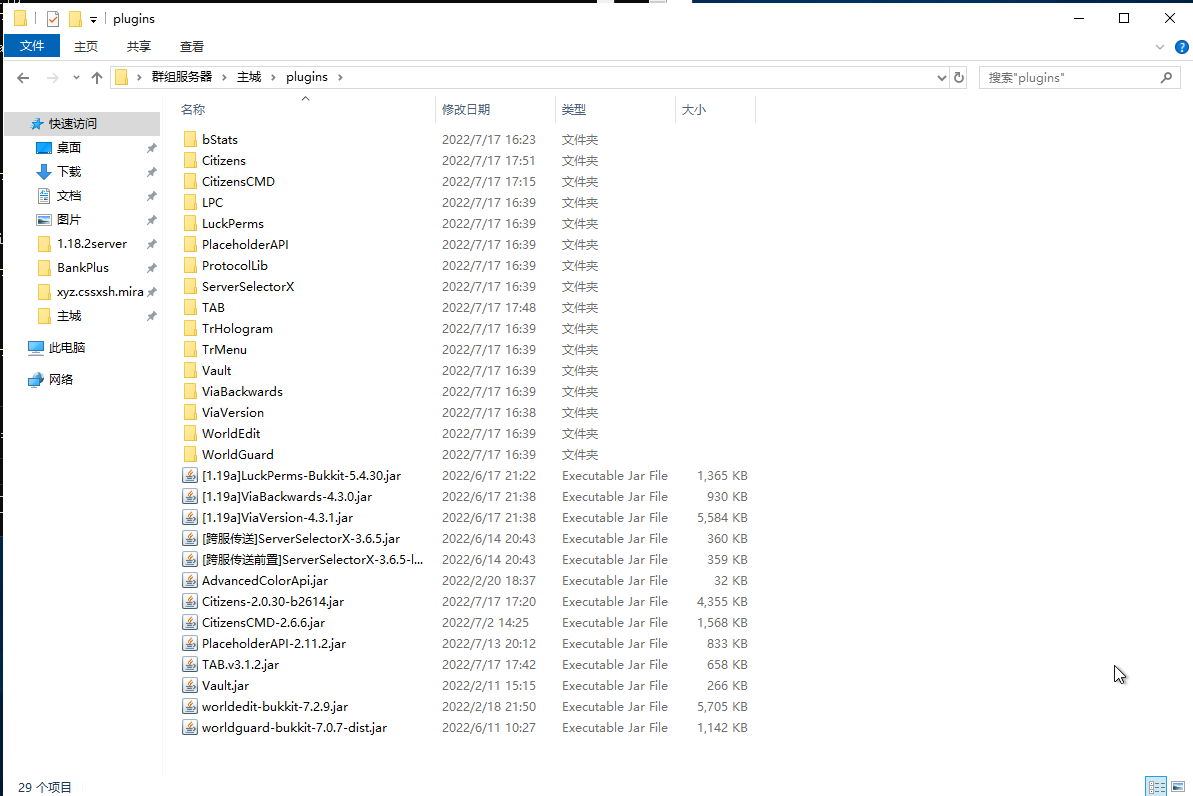 plugins
文件 主页 共享 查看
群组服务器 主城 plugins 搜索"plugins"
名称 修改日期 类型 大小
快速访问
桌面
下载
文档
图片
1.18.2server
BankPlus
xyz.cssxsh.mira
主城
此电脑
网络
bStats 2022/7/17 16:23 文件夹
Citizens 2022/7/17 17:51 文件夹
CitizensCMD 2022/7/17 17:15 文件夹
LPC 2022/7/17 16:39 文件夹
LuckPerms 2022/7/17 16:39 文件夹
PlaceholderAPI 2022/7/17 16:39 文件夹
ProtocolLib 2022/7/17 16:39 文件夹
ServerSelectorX 2022/7/17 16:39 文件夹
TAB 2022/7/17 17:48 文件夹
TrHologram 2022/7/17 16:39 文件夹
TrMenu 2022/7/17 16:39 文件夹
Vault 2022/7/17 16:39 文件夹
ViaBackwards 2022/7/17 16:39 文件夹
ViaVersion 2022/7/17 16:38 文件夹
WorldEdit 2022/7/17 16:39 文件夹
WorldGuard 2022/7/17 16:39 文件夹
[1.19a]LuckPerms-Bukkit-5.4.30.jar 2022/6/17 21:22 Executable Jar File 1,365 KB
[1.19a]ViaBackwards-4.3.0.jar 2022/6/17 21:38 Executable Jar File 930 KB
[1.19a]ViaVersion-4.3.1.jar 2022/6/17 21:38 Executable Jar File 5,584 KB
[跨服传送]ServerSelectorX-3.6.5.jar 2022/6/14 20:43 Executable Jar File 360 KB
[跨服传送前置]ServerSelectorX-3.6.5-l... 2022/6/14 20:43 Executable Jar File 359 KB
AdvancedColorApi.jar 2022/2/20 18:37 Executable Jar File 32 KB
Citizens-2.0.30-b2614.jar 2022/7/17 17:20 Executable Jar File 4,355 KB
CitizensCMD-2.6.6.jar 2022/7/2 14:25 Executable Jar File 1,568 KB
PlaceholderAPI-2.11.2.jar 2022/7/13 20:12 Executable Jar File 833 KB
TAB.v3.1.2.jar 2022/7/17 17:42 Executable Jar File 658 KB
Vault.jar 2022/2/11 15:15 Executable Jar File 266 KB
worldedit-bukkit-7.2.9.jar 2022/2/18 21:50 Executable Jar File 5,705 KB
worldguard-bukkit-7.0.7-dist.jar 2022/6/11 10:27 Executable Jar File 1,142 KB
29 个项目